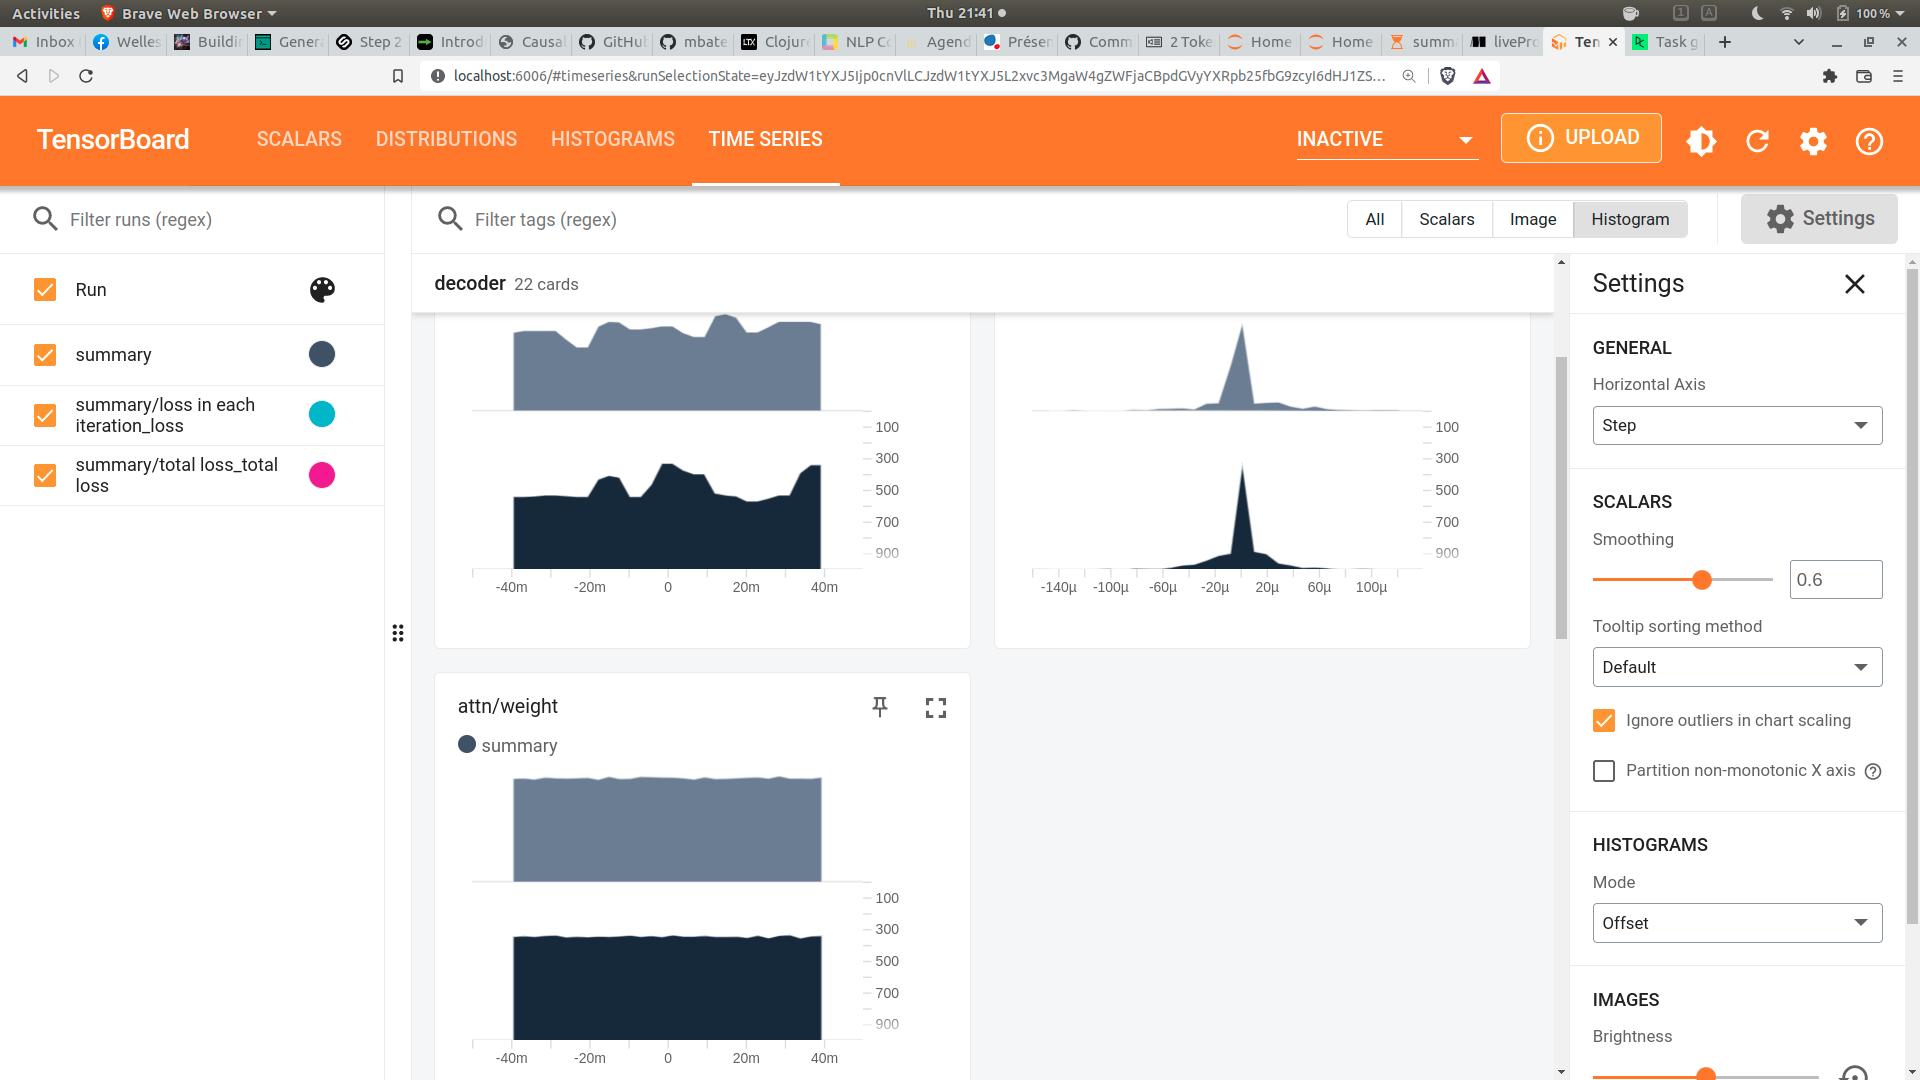 Activities Brave Web Browser Thu 21:41 100 %
Inbox Welles Buildin Genera Step 2 Introd Causal GitHub mbate Clojure NLP Co Agend Présen Comm 2 Toke Home Home summa livePro Ten Task g
localhost:6006/#timeseries&runSelectionState=eyJzdW1tYXJ5Ijp0cnVlLCJzdW1tYXJ5L2xvc3MgaW4gZWFjaCBpdGVyYXRpb25fbG9zcyI6dHJ1ZS...
TensorBoard SCALARS DISTRIBUTIONS HISTOGRAMS TIME SERIES INACTIVE UPLOAD
Filter runs (regex) Filter tags (regex) All Scalars Image Histogram Settings
Run
summary
summary/loss in each
iteration_loss
summary/total loss_total
loss
decoder 22 cards
100
300
500
700
900
-40m -20m 0 20m 40m
100
300
500
700
900
-140µ -100µ -60µ -20µ 20µ 60µ 100µ
attn/weight
summary
100
300
500
700
900
-40m -20m 0 20m 40m
Settings
GENERAL
Horizontal Axis
Step
SCALARS
Smoothing
0.6
Tooltip sorting method
Default
Ignore outliers in chart scaling
Partition non-monotonic X axis
HISTOGRAMS
Mode
Offset
IMAGES
Brightness